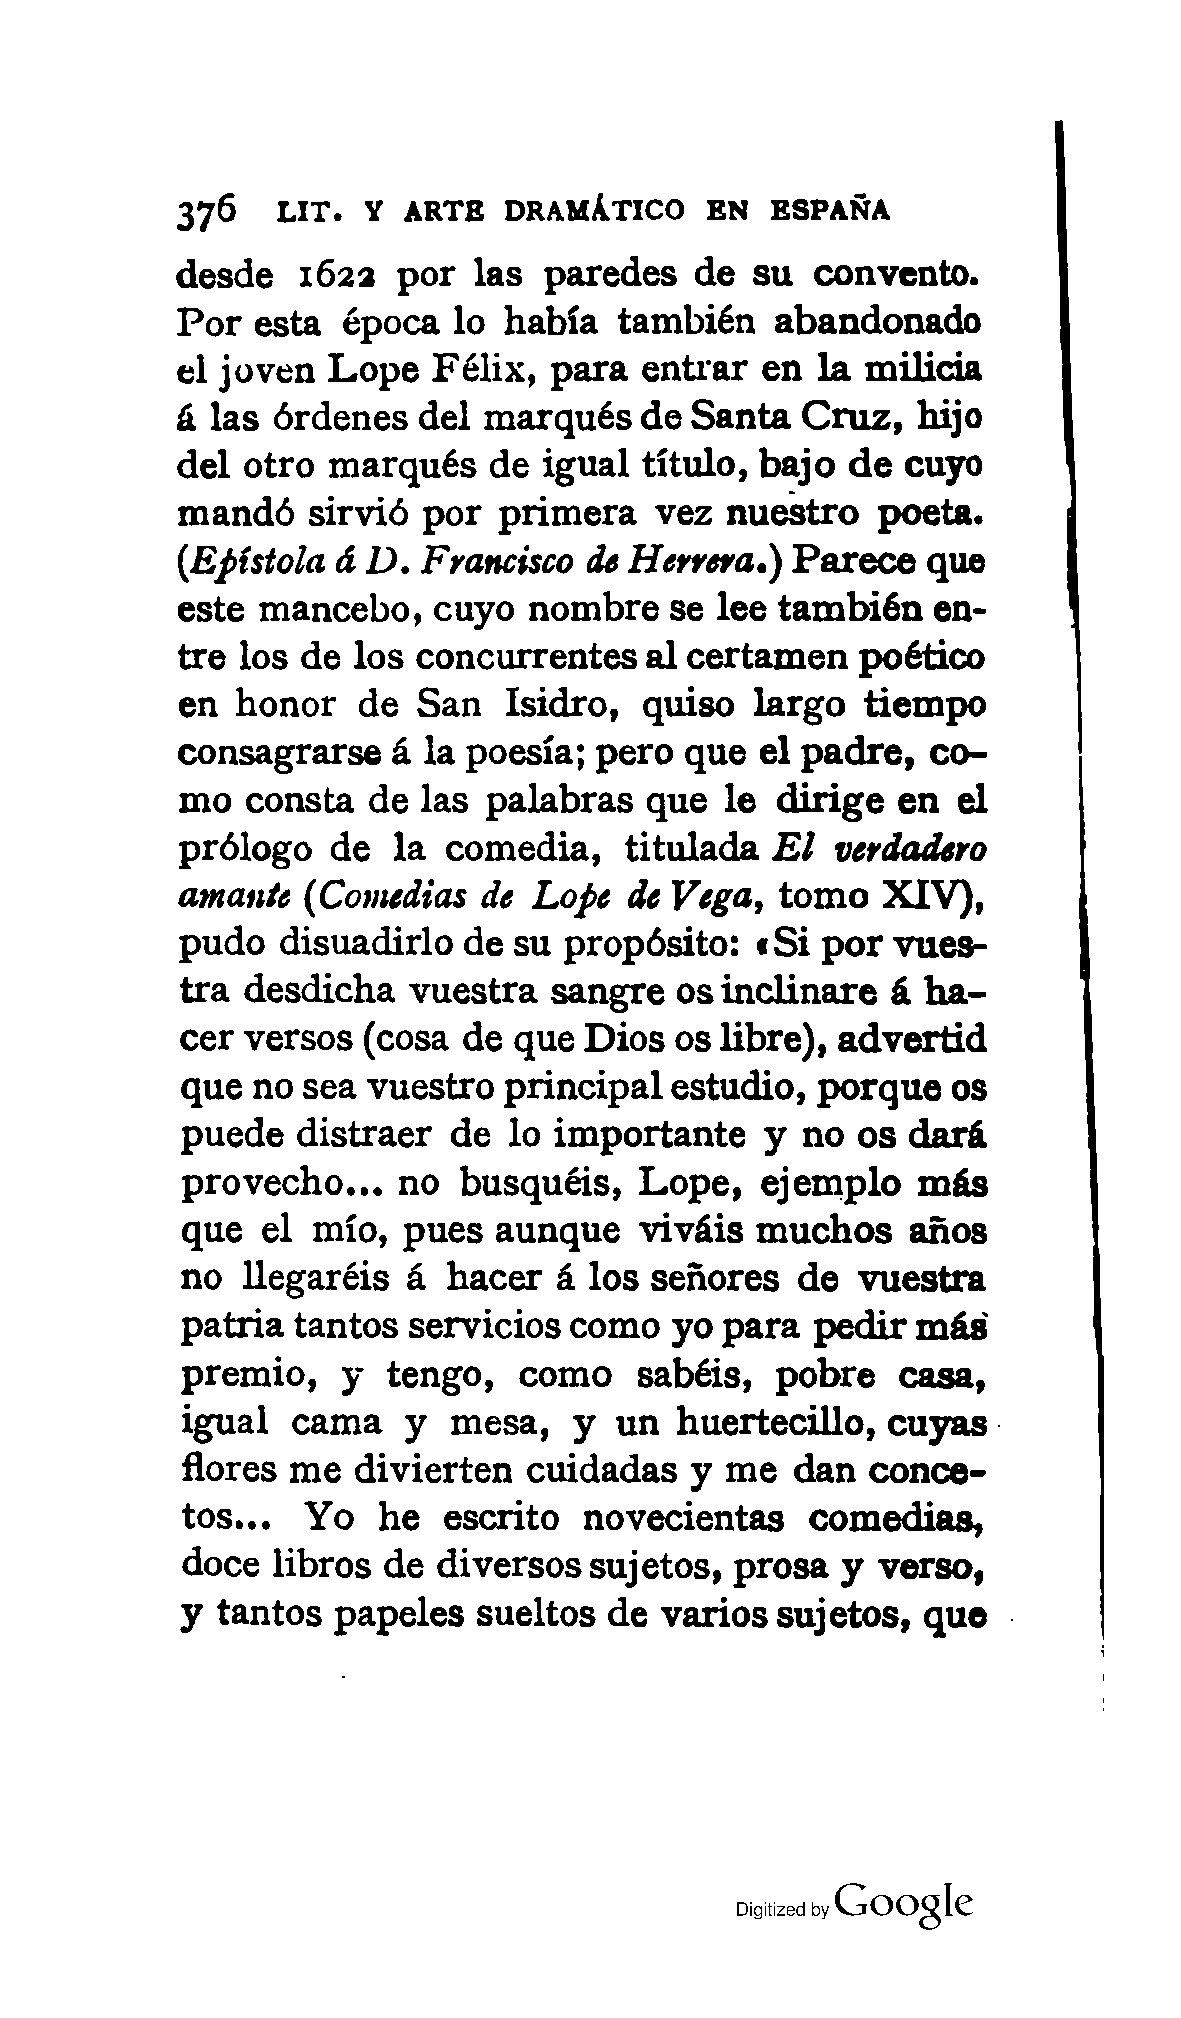 376 LIT. Y ARTE DRAMÁTICO EN ESPAÑA
desde 1622 por las paredes de su convento.
Por esta época lo había también abandonado
el joven Lope Félix, para entrar en la milicia
á las órdenes del marqués de Santa Cruz, hijo
del otro marqués de igual título, bajo de cuyo
mandó sirvió por primera vez nuestro poeta.
(Epístola á D. Francisco de Herrera.) Parece que
este mancebo, cuyo nombre se lee también en-
tre los de los concurrentes al certamen poético
en honor de San Isidro, quiso largo tiempo
consagrarse á la poesía; pero que el padre, co-
mo consta de las palabras que le dirige en el
prólogo de la comedia, titulada El verdadero
amante (Comedias de Lope de Vega, tomo XIV),
pudo disuadirlo de su propósito: «Si por vues-
tra desdicha vuestra sangre os inclinare á ha-
cer versos (cosa de que Dios os libre), advertid
que no sea vuestro principal estudio, porque os
puede distraer de lo importante y no os dará
provecho... no busquéis, Lope, ejemplo más
que el mío, pues aunque viváis muchos años
no llegaréis á hacer á los señores de vuestra
patria tantos servicios como yo para pedir más
premio, y tengo, como sabéis, pobre casa,
igual cama y mesa, y un huertecillo, cuyas
flores me divierten cuidadas y me dan conce-
tos... Yo he escrito novecientas comedias,
doce libros de diversos sujetos, prosa y verso,
y tantos papeles sueltos de varios sujetos, que
Digitized by Google